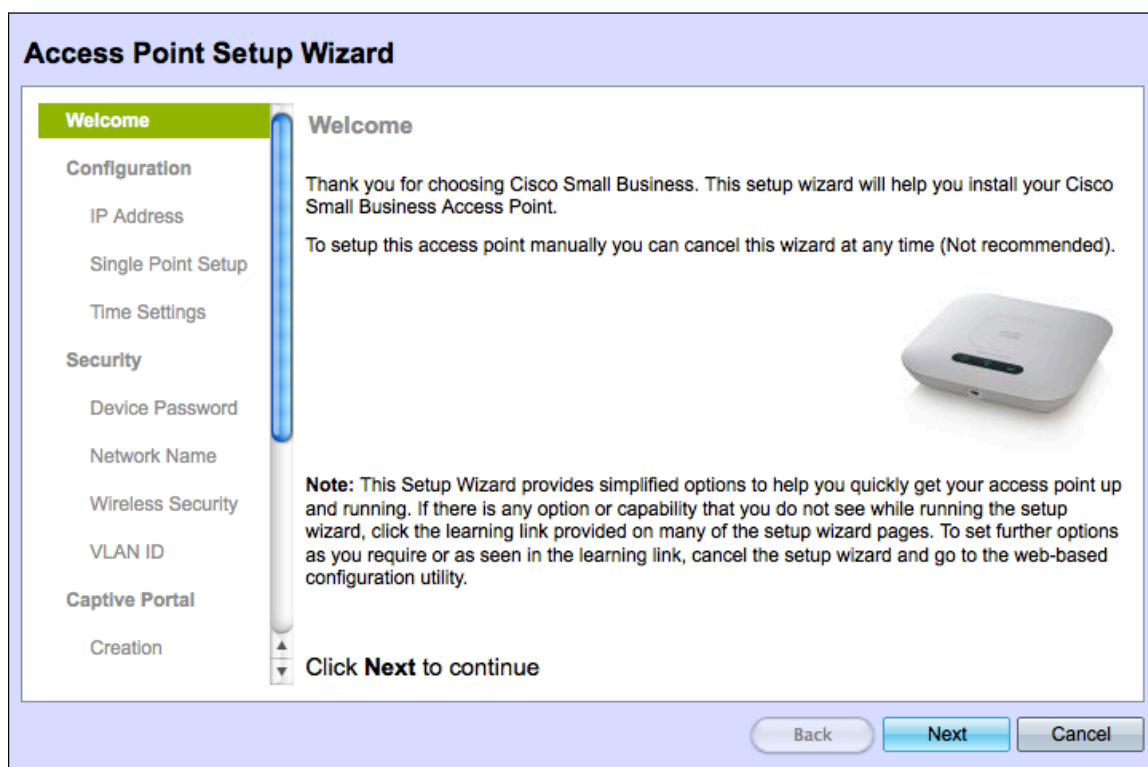 Access Point Setup Wizard
Welcome
Configuration
IP Address
Single Point Setup
Time Settings
Security
Device Password
Network Name
Wireless Security
VLAN ID
Captive Portal
Creation
Welcome
Thank you for choosing Cisco Small Business. This setup wizard will help you install your Cisco
Small Business Access Point.
To setup this access point manually you can cancel this wizard at any time (Not recommended).
Note: This Setup Wizard provides simplified options to help you quickly get your access point up
and running. If there is any option or capability that you do not see while running the setup
wizard, click the learning link provided on many of the setup wizard pages. To set further options
as you require or as seen in the learning link, cancel the setup wizard and go to the web-based
configuration utility.
Click Next to continue
Back
Next
Cancel